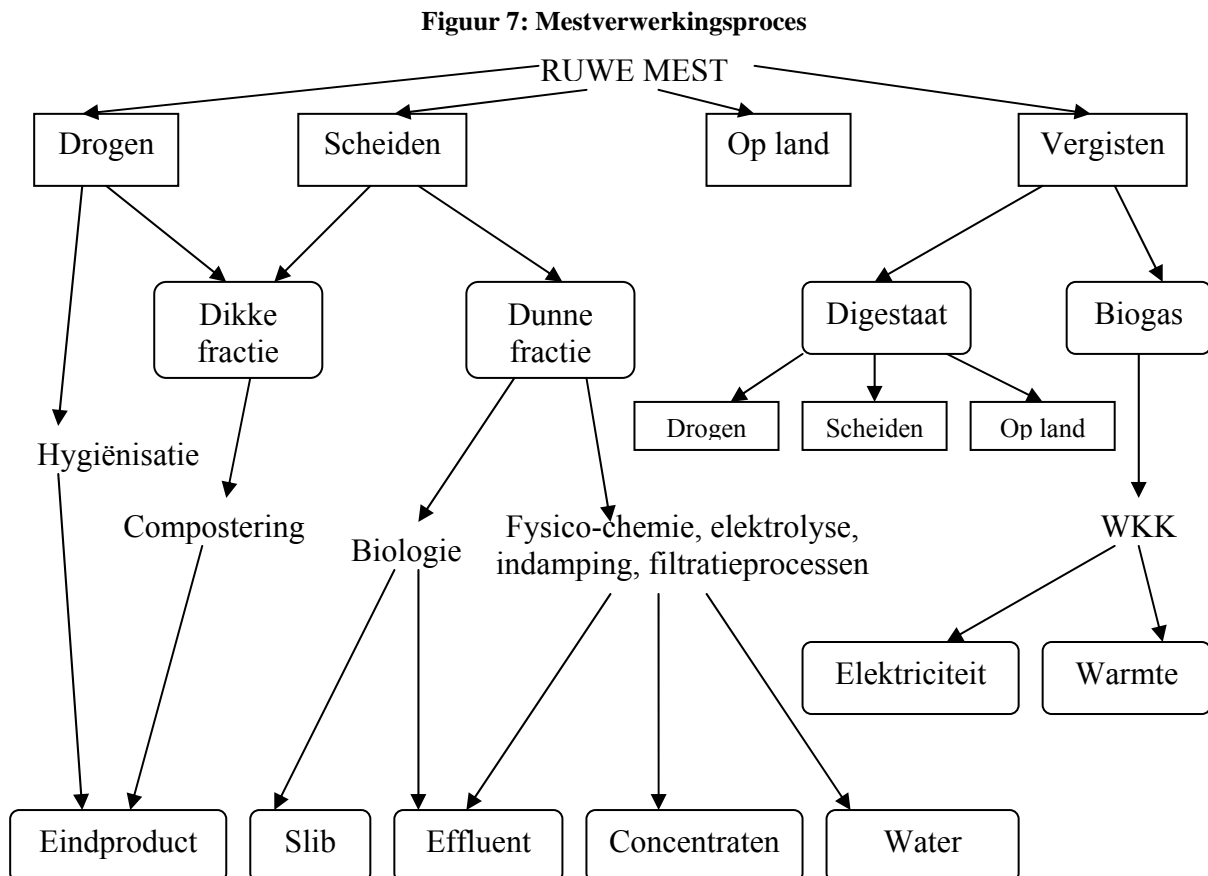 Figuur 7: Mestverwerkingsproces
RUWE MEST
Drogen
Scheiden
Op land
Vergisten
Dikke
fractie
Dunne
fractie
Digestaat
Biogas
Drogen
Scheiden
Op land
Hygiënisatie
Compostering
Biologie
Fysico-chemie, elektrolyse,
indamping, filtratieprocessen
WKK
Elektriciteit
Warmte
Eindproduct
Slib
Effluent
Concentraten
Water